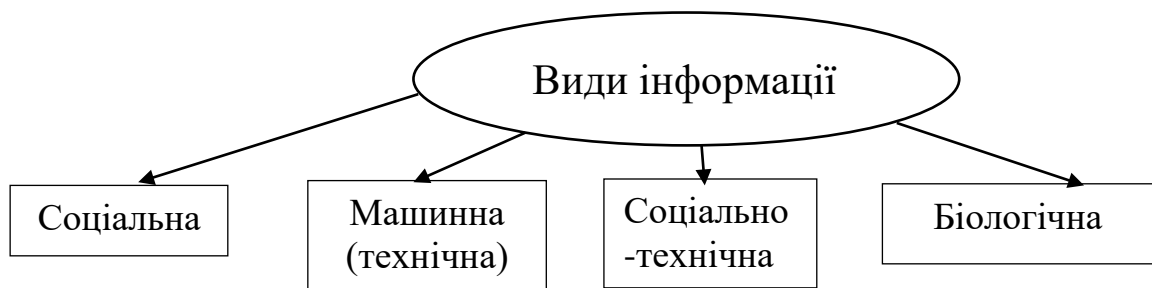 Види інформації
Соціальна
Машинна
(технічна)
Соціально
-технічна
Біологічна